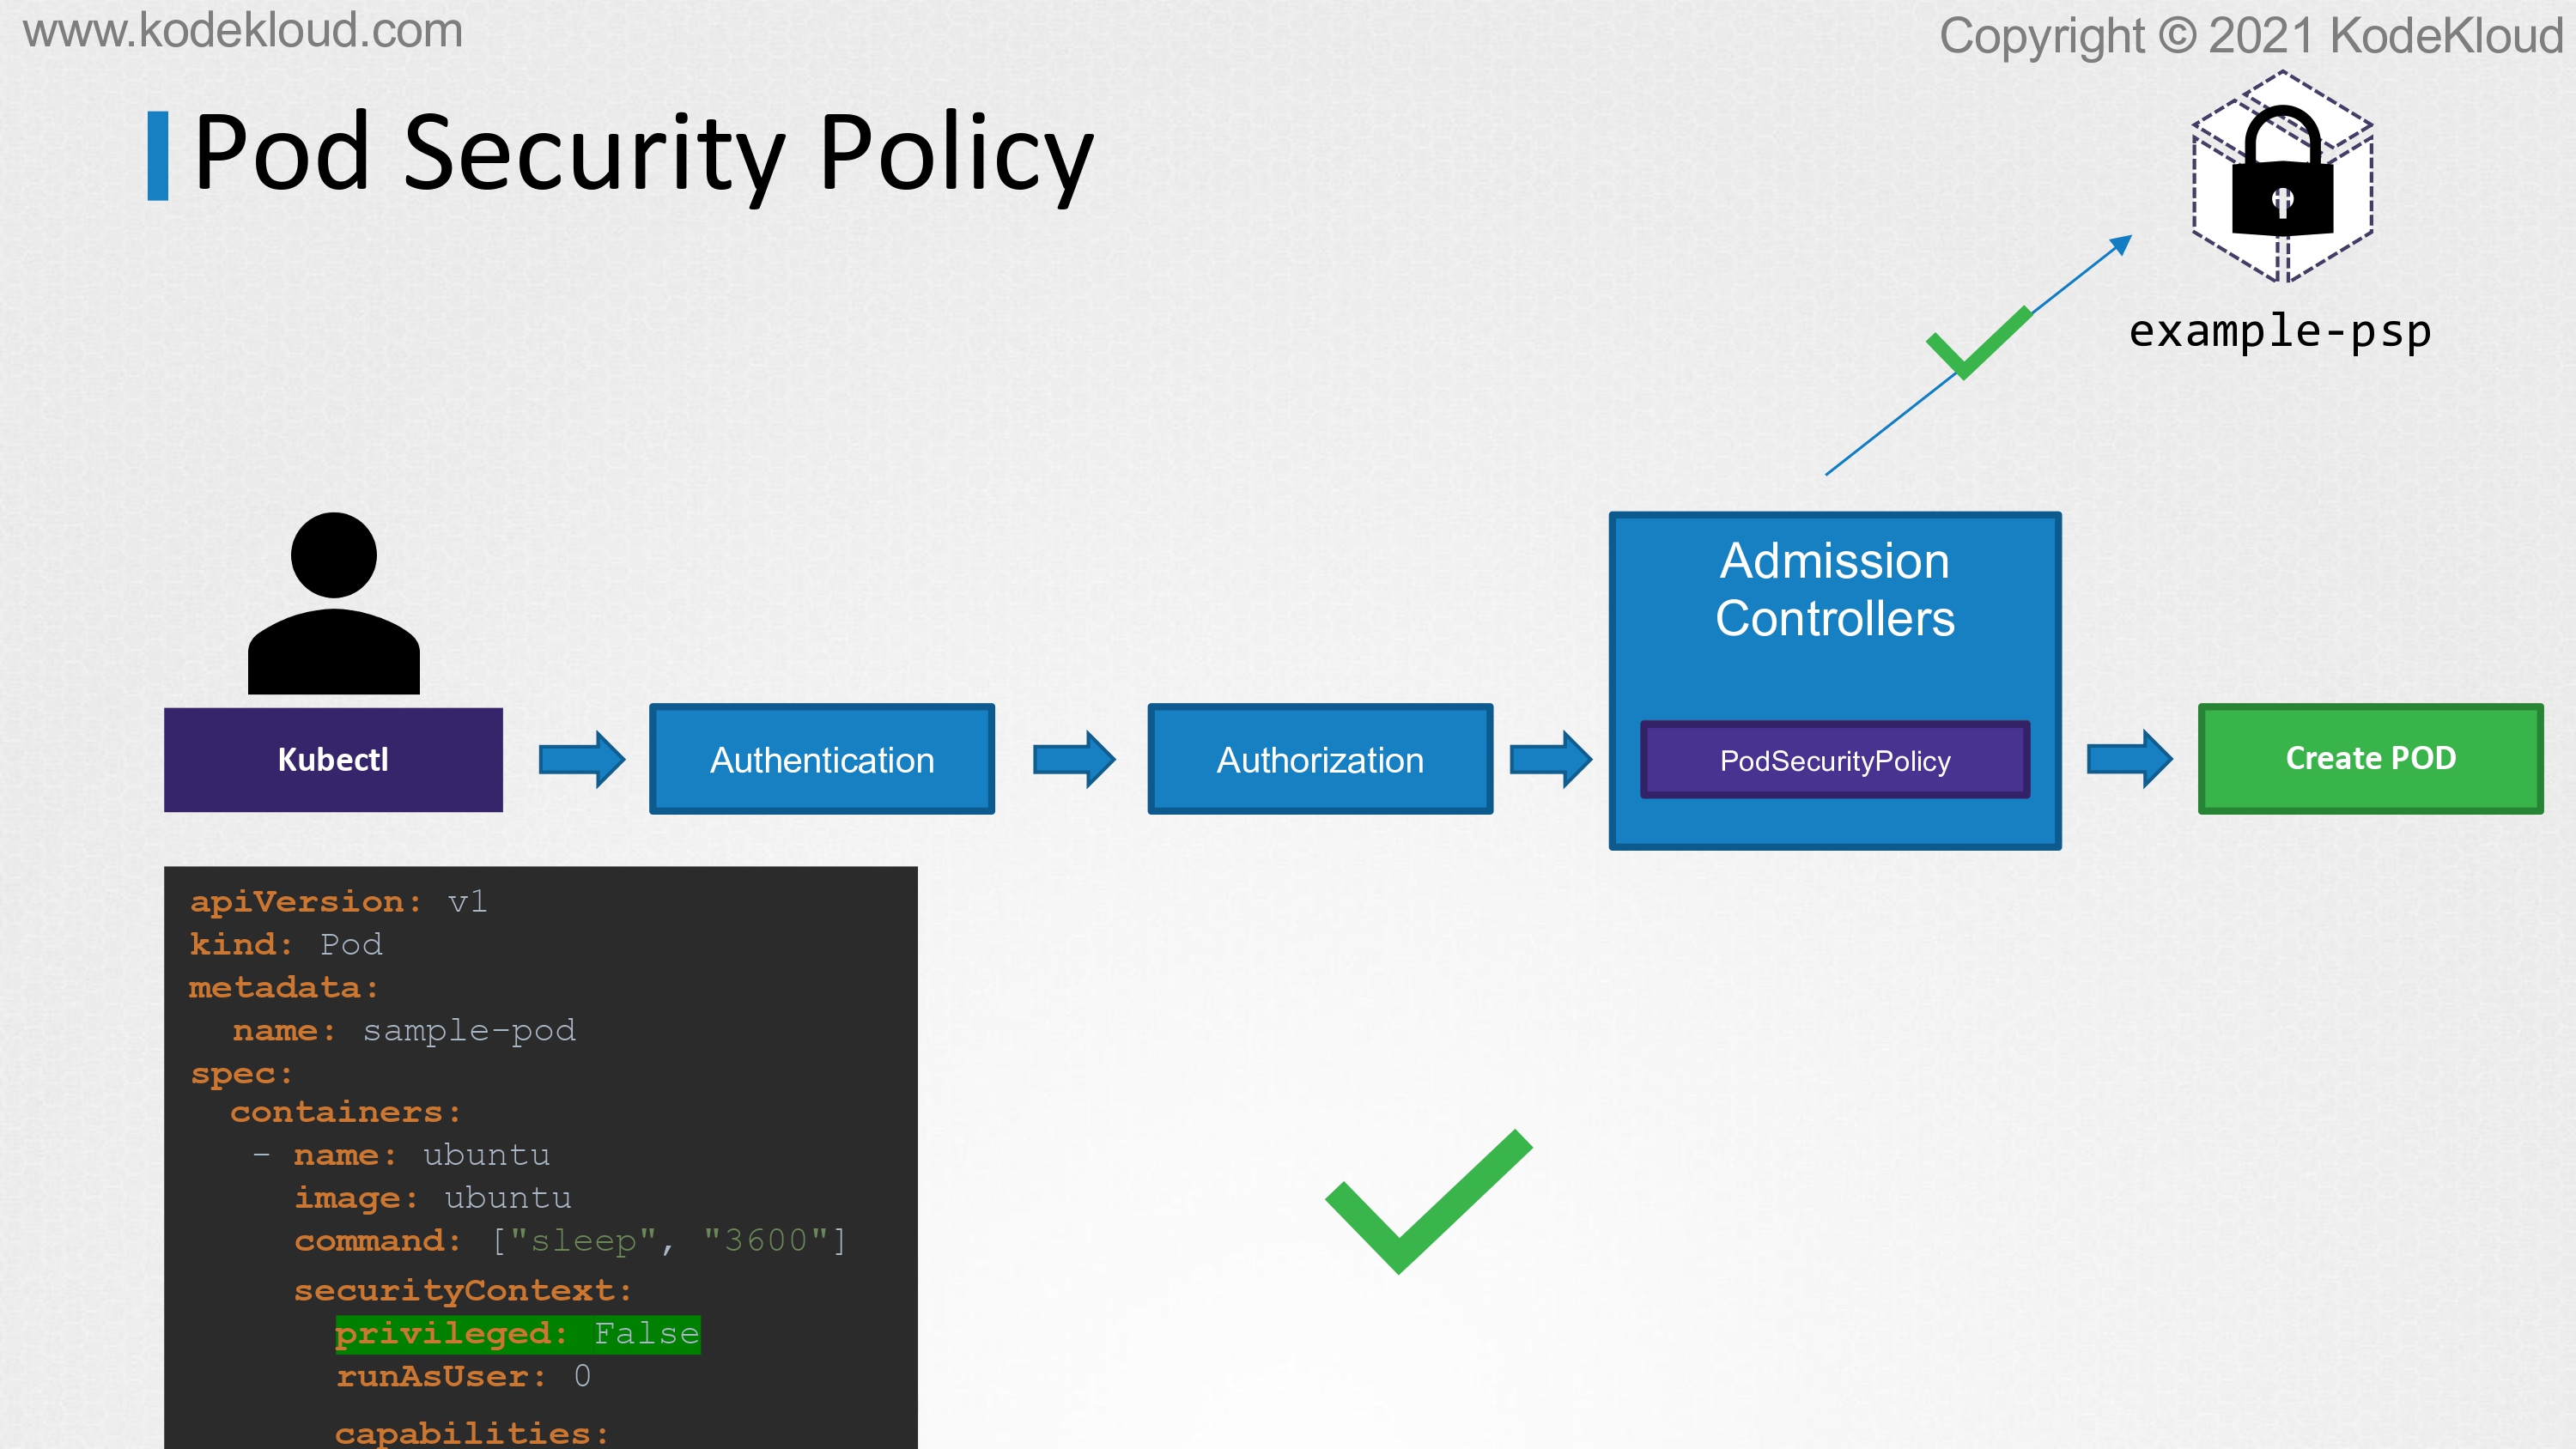 www.kodekloud.com
Copyright © 2021 KodeKloud
Pod Security Policy
example-psp
Admission
Controllers
Kubectl
Authentication
Authorization
PodSecurityPolicy
Create POD
apiVersion: v1
kind: Pod
metadata:
  name: sample-pod
spec:
  containers:
   - name: ubuntu
     image: ubuntu
     command: ["sleep", "3600"]
     securityContext:
       privileged: False
       runAsUser: 0
       capabilities: